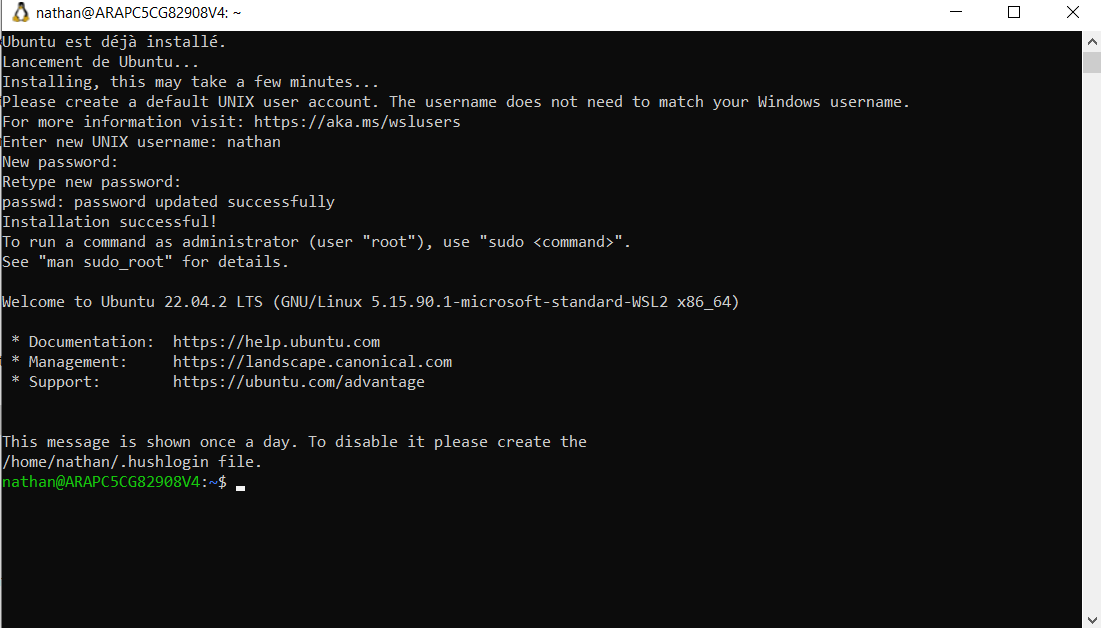 nathan@ARAPC5CG82908V4: ~
Ubuntu est déjà installé.
Lancement de Ubuntu...
Installing, this may take a few minutes...
Please create a default UNIX user account. The username does not need to match your Windows username.
For more information visit: https://aka.ms/wslusers
Enter new UNIX username: nathan
New password:
Retype new password:
passwd: password updated successfully
Installation successful!
To run a command as administrator (user "root"), use "sudo <command>".
See "man sudo_root" for details.
Welcome to Ubuntu 22.04.2 LTS (GNU/Linux 5.15.90.1-microsoft-standard-WSL2 x86_64)
* Documentation:  https://help.ubuntu.com
* Management:     https://landscape.canonical.com
* Support:        https://ubuntu.com/advantage
This message is shown once a day. To disable it please create the
/home/nathan/.hushlogin file.
nathan@ARAPC5CG82908V4:~$